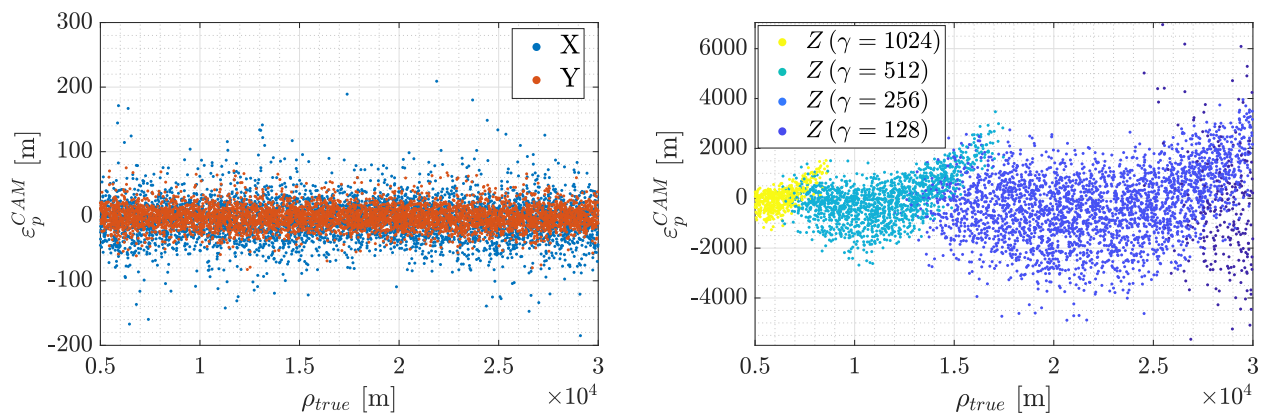 300
200
100
0
-100
-200
ε_p^{CAM} [m]
X
Y
0.5 1 1.5 2 2.5 3
ρ_{true} [m]
×10^4
6000
4000
2000
0
-2000
-4000
ε_p^{CAM} [m]
Z (γ = 1024)
Z (γ = 512)
Z (γ = 256)
Z (γ = 128)
0.5 1 1.5 2 2.5 3
ρ_{true} [m]
×10^4